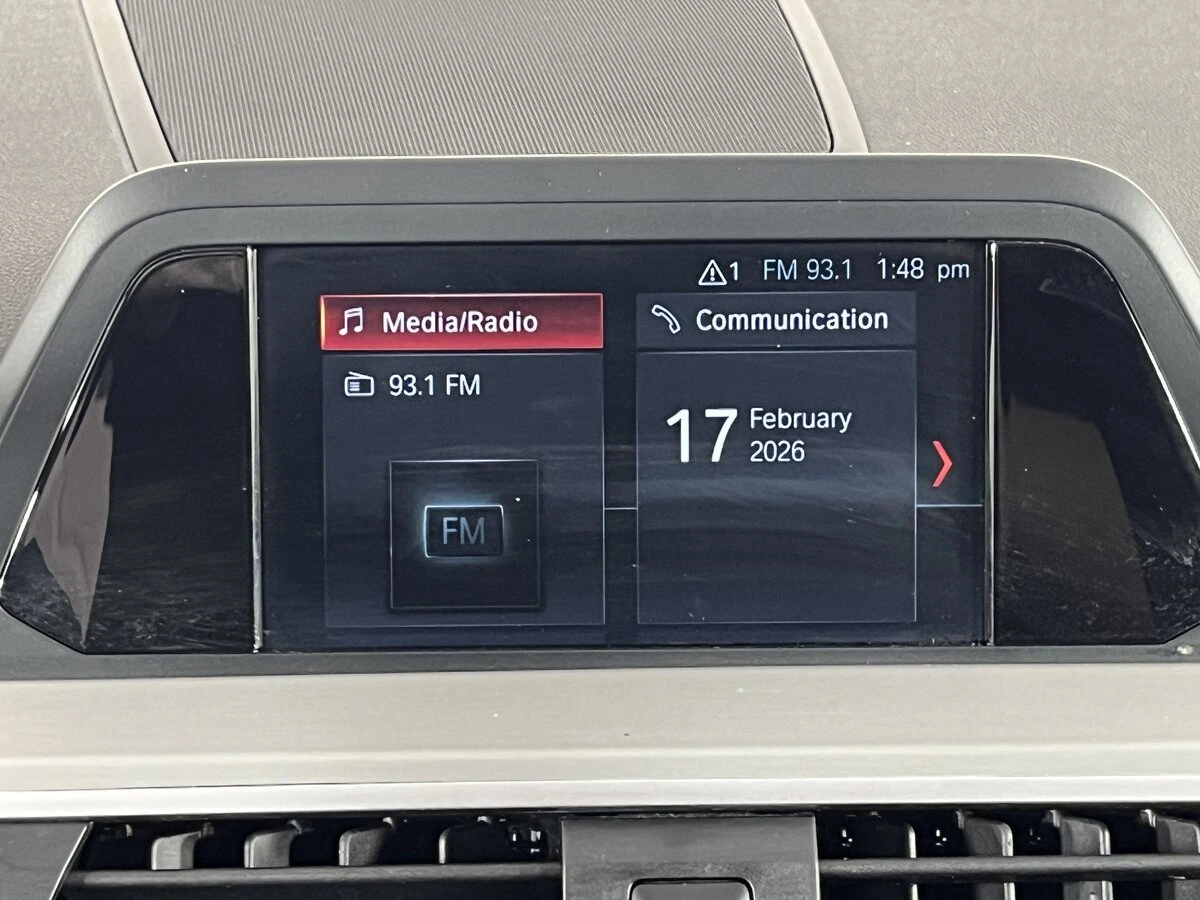 1 FM 93.1 1:48 pm
Media/Radio
Communication
93.1 FM
17 February
2026
FM